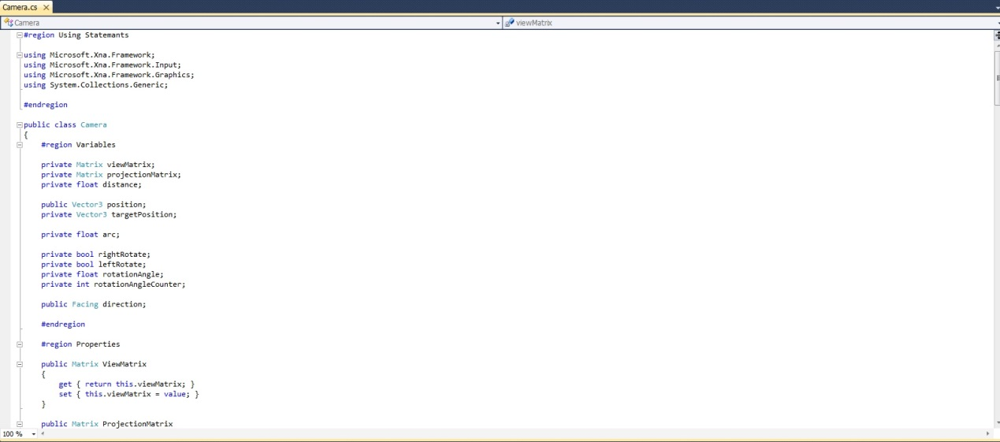 Camera.cs
Camera viewMatrix
#region Using Statemants
using Microsoft.Xna.Framework;
using Microsoft.Xna.Framework.Input;
using Microsoft.Xna.Framework.Graphics;
using System.Collections.Generic;
#endregion
public class Camera
{
#region Variables
private Matrix viewMatrix;
private Matrix projectionMatrix;
private float distance;
public Vector3 position;
private Vector3 targetPosition;
private float arc;
private bool rightRotate;
private bool leftRotate;
private float rotationAngle;
private int rotationAngleCounter;
public Facing direction;
#endregion
#region Properties
public Matrix ViewMatrix
{
get { return this.viewMatrix; }
set { this.viewMatrix = value; }
}
public Matrix ProjectionMatrix
100 %